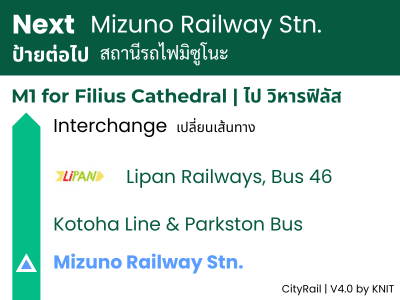 Next Mizuno Railway Stn.
ป้ายต่อไป สถานีรถไฟมิซูโนะ
M1 for Filius Cathedral | ไป วิหารฟิลัส
Interchange เปลี่ยนเส้นทาง
LiPAN Lipan Railways, Bus 46
Kotoha Line & Parkston Bus
Mizuno Railway Stn.
CityRail | V4.0 by KNIT